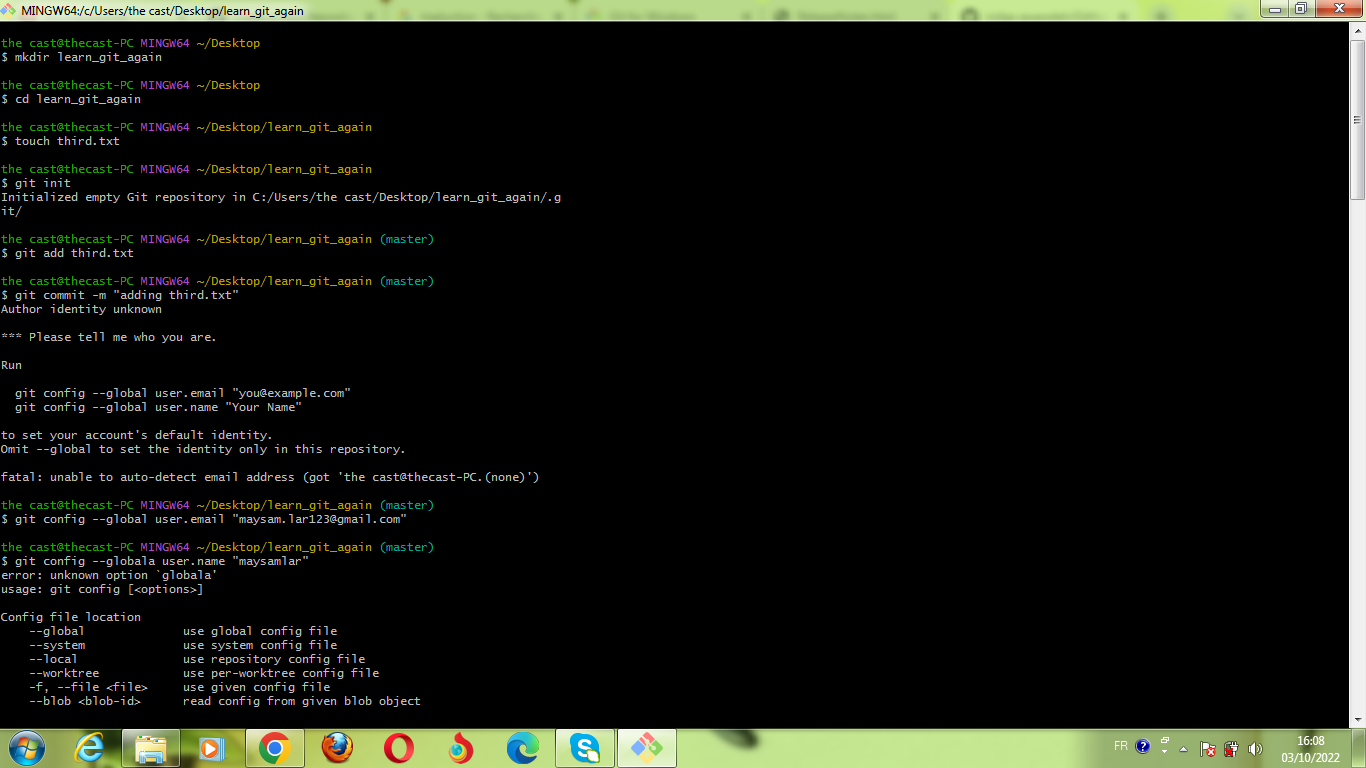 MINGW64:/c/Users/the cast/Desktop/learn_git_again
the cast@thecast-PC MINGW64 ~/Desktop
$ mkdir learn_git_again
the cast@thecast-PC MINGW64 ~/Desktop
$ cd learn_git_again
the cast@thecast-PC MINGW64 ~/Desktop/learn_git_again
$ touch third.txt
the cast@thecast-PC MINGW64 ~/Desktop/learn_git_again
$ git init
Initialized empty Git repository in C:/Users/the cast/Desktop/learn_git_again/.g
it/
the cast@thecast-PC MINGW64 ~/Desktop/learn_git_again (master)
$ git add third.txt
the cast@thecast-PC MINGW64 ~/Desktop/learn_git_again (master)
$ git commit -m "adding third.txt"
Author identity unknown
*** Please tell me who you are.
Run
  git config --global user.email "you@example.com"
  git config --global user.name "Your Name"
to set your account's default identity.
Omit --global to set the identity only in this repository.
fatal: unable to auto-detect email address (got 'the cast@thecast-PC.(none)')
the cast@thecast-PC MINGW64 ~/Desktop/learn_git_again (master)
$ git config --global user.email "maysam.lar123@gmail.com"
the cast@thecast-PC MINGW64 ~/Desktop/learn_git_again (master)
$ git config --globala user.name "maysamlar"
error: unknown option `globala'
usage: git config [<options>]
Config file location
    --global              use global config file
    --system              use system config file
    --local               use repository config file
    --worktree            use per-worktree config file
    -f, --file <file>     use given config file
    --blob <blob-id>      read config from given blob object
FR
16:08
03/10/2022